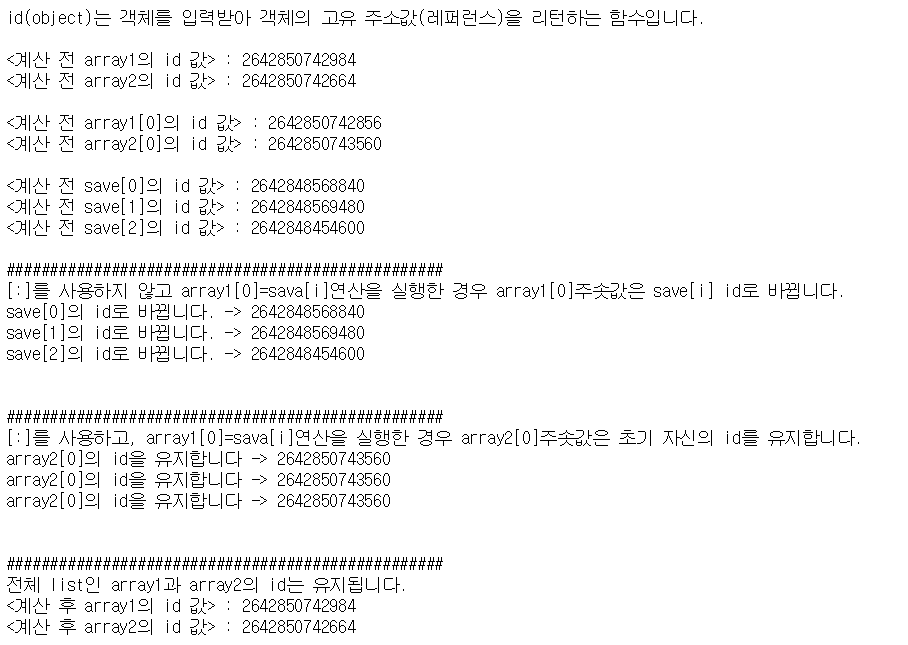 id(object)는 객체를 입력받아 객체의 고유 주소값(레퍼런스)을 리턴하는 함수입니다.
<계산 전 array1의 id 값> : 2642850742984
<계산 전 array2의 id 값> : 2642850742664
<계산 전 array1[0]의 id 값> : 2642850742856
<계산 전 array2[0]의 id 값> : 2642850743560
<계산 전 save[0]의 id 값> : 2642848568840
<계산 전 save[1]의 id 값> : 2642848569480
<계산 전 save[2]의 id 값> : 2642848454600
##################################################
[:]를 사용하지 않고 array1[0]=sava[i]연산을 실행한 경우 array1[0]주솟값은 save[i] id로 바뀝니다.
save[0]의 id로 바뀝니다. -> 2642848568840
save[1]의 id로 바뀝니다. -> 2642848569480
save[2]의 id로 바뀝니다. -> 2642848454600
##################################################
[:]를 사용하고, array1[0]=sava[i]연산을 실행한 경우 array2[0]주솟값은 초기 자신의 id를 유지합니다.
array2[0]의 id을 유지합니다 -> 2642850743560
array2[0]의 id을 유지합니다 -> 2642850743560
array2[0]의 id을 유지합니다 -> 2642850743560
##################################################
전체 list인 array1과 array2의 id는 유지됩니다.
<계산 후 array1의 id 값> : 2642850742984
<계산 후 array2의 id 값> : 2642850742664